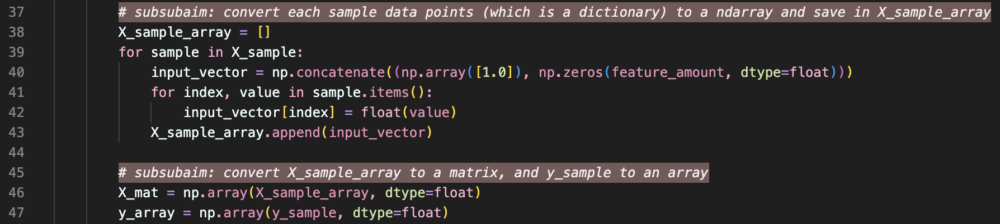 37 # subsubaim: convert each sample data points (which is a dictionary) to a ndarray and save in X_sample_array
38 X_sample_array = []
39 for sample in X_sample:
40 input_vector = np.concatenate((np.array([1.0]), np.zeros(feature_amount, dtype=float)))
41 for index, value in sample.items():
42 input_vector[index] = float(value)
43 X_sample_array.append(input_vector)
44
45 # subsubaim: convert X_sample_array to a matrix, and y_sample to an array
46 X_mat = np.array(X_sample_array, dtype=float)
47 y_array = np.array(y_sample, dtype=float)